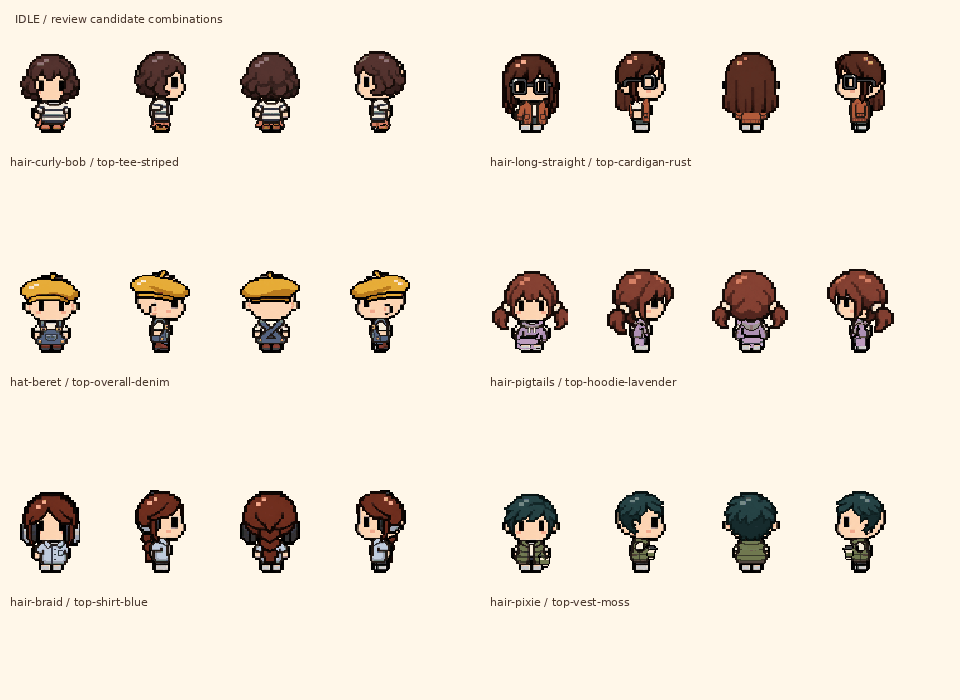 IDLE / review candidate combinations
hair-curly-bob / top-tee-striped
hair-long-straight / top-cardigan-rust
hat-beret / top-overall-denim
hair-pigtails / top-hoodie-lavender
hair-braid / top-shirt-blue
hair-pixie / top-vest-moss